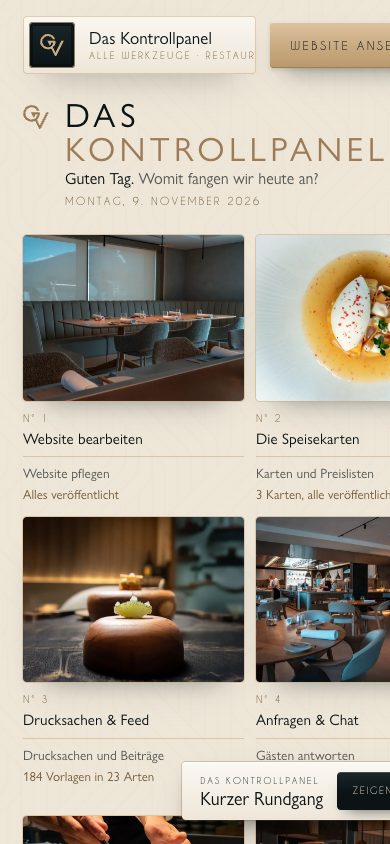 Das Kontrollpanel
ALLE WERKZEUGE · RESTAUR
WEBSITE ANSE
DAS
KONTROLLPANEL
Guten Tag. Womit fangen wir heute an?
MONTAG, 9. NOVEMBER 2026
N° 1
Website bearbeiten
Website pflegen
Alles veröffentlicht
N° 2
Die Speisekarten
Karten und Preislisten
3 Karten, alle veröffentlich
N° 3
Drucksachen & Feed
Drucksachen und Beiträge
184 Vorlagen in 23 Arten
N° 4
Anfragen & Chat
Gästen antworten
DAS KONTROLLPANEL
Kurzer Rundgang
ZEIGEN